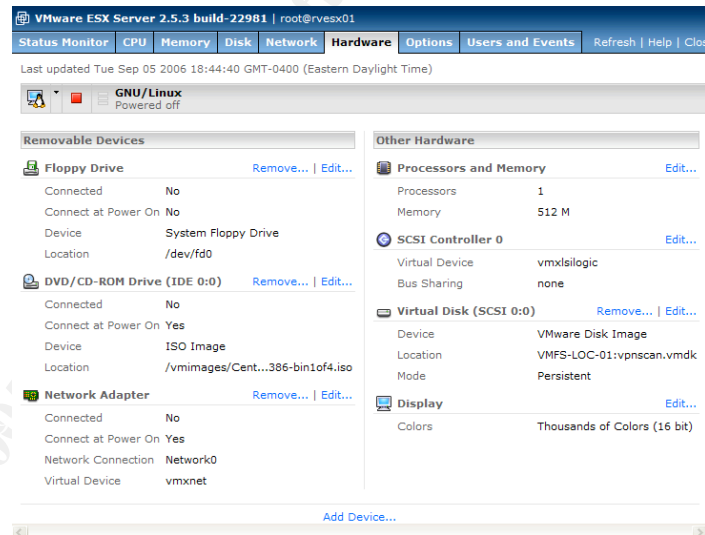 VMware ESX Server 2.5.3 build-22981 | root@rvesx01
Status Monitor CPU Memory Disk Network Hardware Options Users and Events Refresh | Help | Clos
Last updated Tue Sep 05 2006 18:44:40 GMT-0400 (Eastern Daylight Time)
GNU/Linux
Powered off
Removable Devices
Floppy Drive Remove... | Edit...
Connected No
Connect at Power On No
Device System Floppy Drive
Location /dev/fd0
DVD/CD-ROM Drive (IDE 0:0) Remove... | Edit...
Connected No
Connect at Power On Yes
Device ISO Image
Location /vmimages/Cent...386-bin1of4.iso
Network Adapter Remove... | Edit...
Connected No
Connect at Power On Yes
Network Connection Network0
Virtual Device vmxnet
Other Hardware
Processors and Memory Edit...
Processors 1
Memory 512 M
SCSI Controller 0 Edit...
Virtual Device vmxlsilogic
Bus Sharing none
Virtual Disk (SCSI 0:0) Remove... | Edit...
Device VMware Disk Image
Location VMFS-LOC-01:vpnscan.vmdk
Mode Persistent
Display Edit...
Colors Thousands of Colors (16 bit)
Add Device...